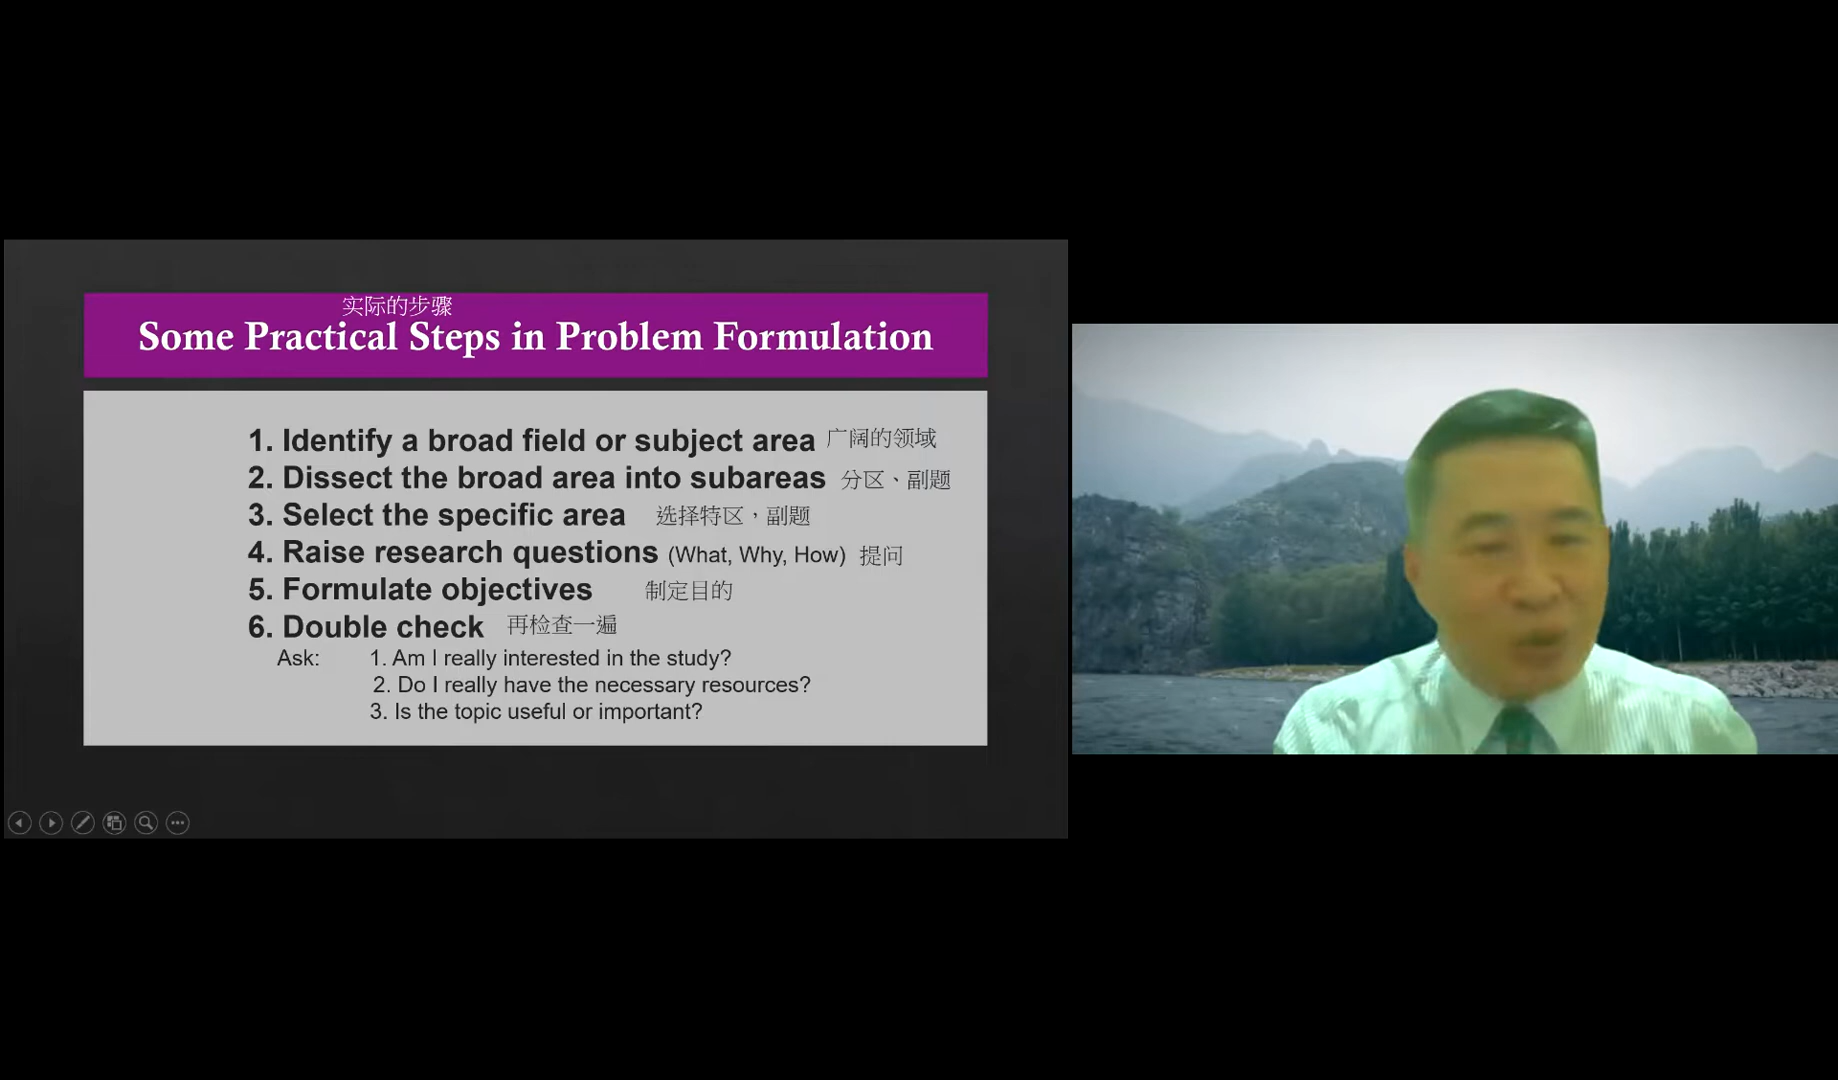 实际的步骤
Some Practical Steps in Problem Formulation
1. Identify a broad field or subject area 广阔的领域
2. Dissect the broad area into subareas 分区、副题
3. Select the specific area 选择特区，副题
4. Raise research questions (What, Why, How) 提问
5. Formulate objectives 制定目的
6. Double check 再检查一遍
Ask: 1. Am I really interested in the study?
2. Do I really have the necessary resources?
3. Is the topic useful or important?